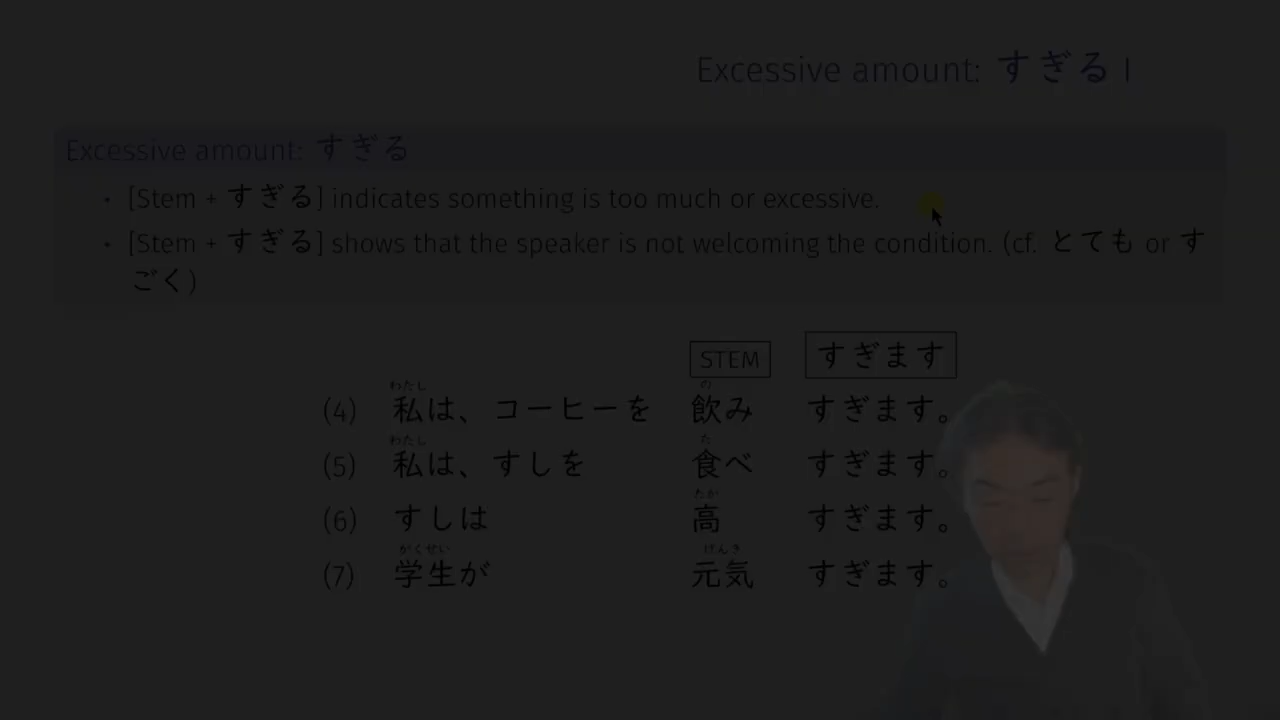 Excessive amount: すぎる I
Excessive amount: すぎる
• [Stem + すぎる] indicates something is too much or excessive.
• [Stem + すぎる] shows that the speaker is not welcoming the condition. (cf. とても or す
ごく)
STEM すぎます
わたし の
(4) 私は、コーヒーを 飲み すぎます。
わたし た
(5) 私は、すしを 食べ すぎます。
たか
(6) すしは 高 すぎます。
がくせい げんき
(7) 学生が 元気 すぎます。